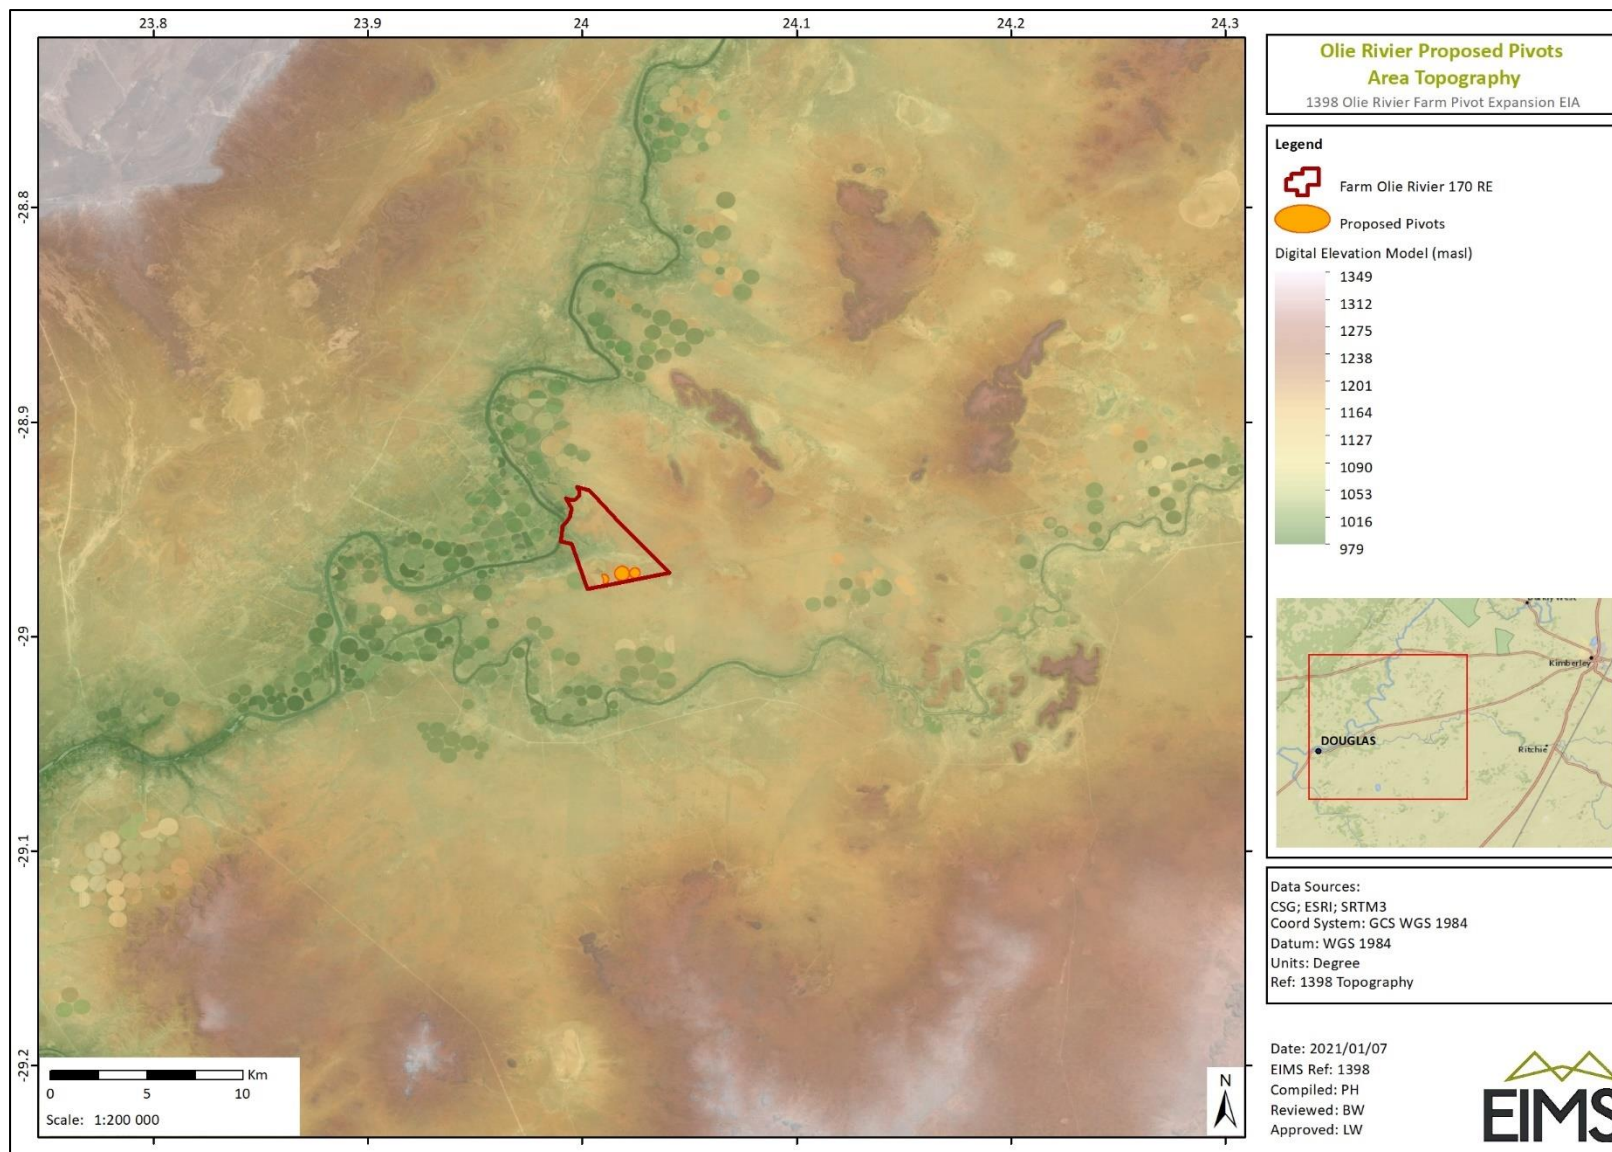 23.8
23.9
24
24.1
24.2
24.3
-28.8
-28.9
-29
-29.1
-29.2
Km
0
5
10
Scale: 1:200 000
N
Olie Rivier Proposed Pivots
Area Topography
1398 Olie Rivier Farm Pivot Expansion EIA
Legend
Farm Olie Rivier 170 RE
Proposed Pivots
Digital Elevation Model (masl)
1349
1312
1275
1238
1201
1164
1127
1090
1053
1016
979
Kimberley
DOUGLAS
Ritchie
Data Sources:
CSG; ESRI; SRTM3
Coord System: GCS WGS 1984
Datum: WGS 1984
Units: Degree
Ref: 1398 Topography
Date: 2021/01/07
EIMS Ref: 1398
Compiled: PH
Reviewed: BW
Approved: LW
EIMS